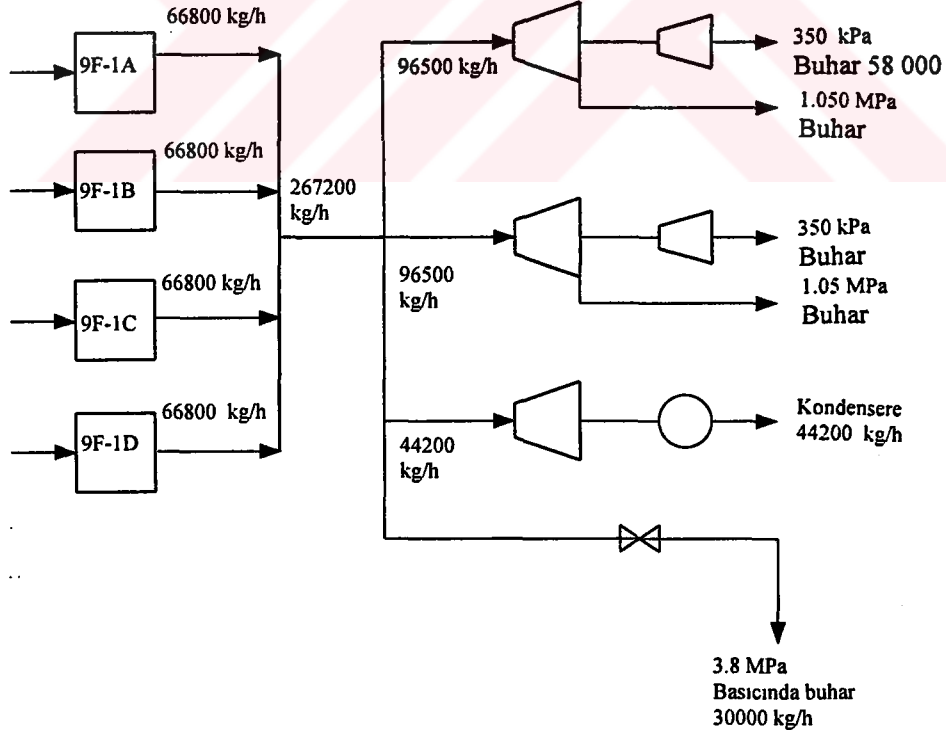 66800 kg/h
9F-1A
66800 kg/h
9F-1B
66800 kg/h
9F-1C
66800 kg/h
9F-1D
267200
kg/h
96500 kg/h
350 kPa
Buhar 58 000
1.050 MPa
Buhar
96500
kg/h
350 kPa
Buhar
1.05 MPa
Buhar
44200
kg/h
Kondensere
44200 kg/h
3.8 MPa
Basıcında buhar
30000 kg/h